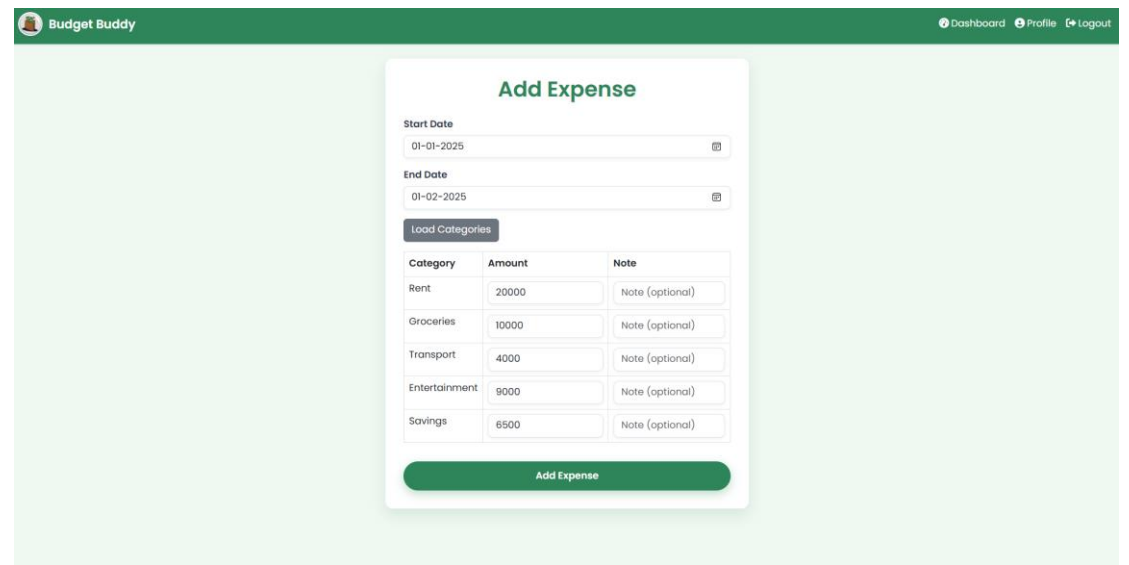 Budget Buddy
Dashboard Profile Logout
Add Expense
Start Date
01-01-2025
End Date
01-02-2025
Load Categories
Category Amount Note
Rent 20000 Note (optional)
Groceries 10000 Note (optional)
Transport 4000 Note (optional)
Entertainment 9000 Note (optional)
Savings 6500 Note (optional)
Add Expense